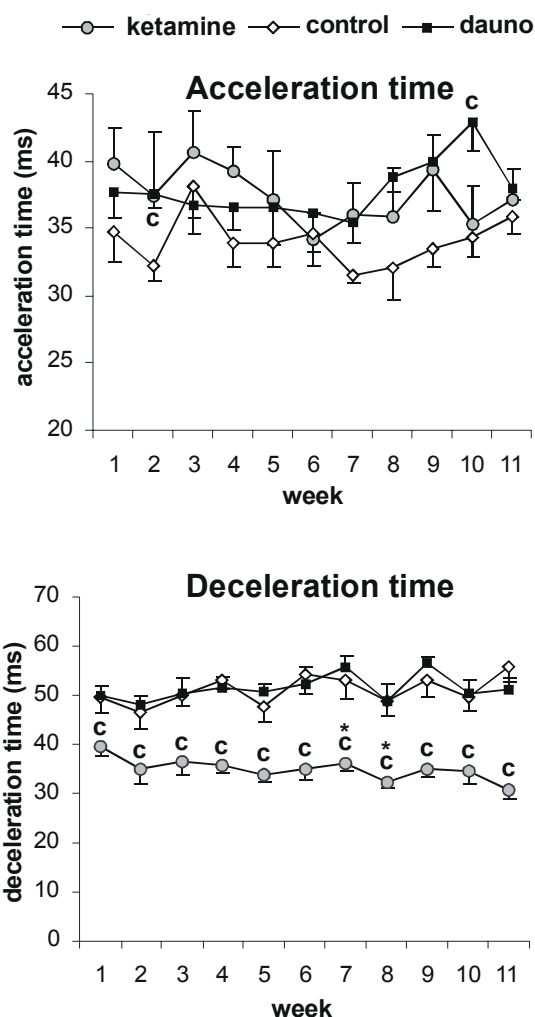 ketamine control dauno
Acceleration time
acceleration time (ms)
45
40
35
30
25
20
c
c
1 2 3 4 5 6 7 8 9 10 11
week
Deceleration time
deceleration time (ms)
70
60
50
40
30
20
10
0
* *
c c c c c c c c c c c
1 2 3 4 5 6 7 8 9 10 11
week